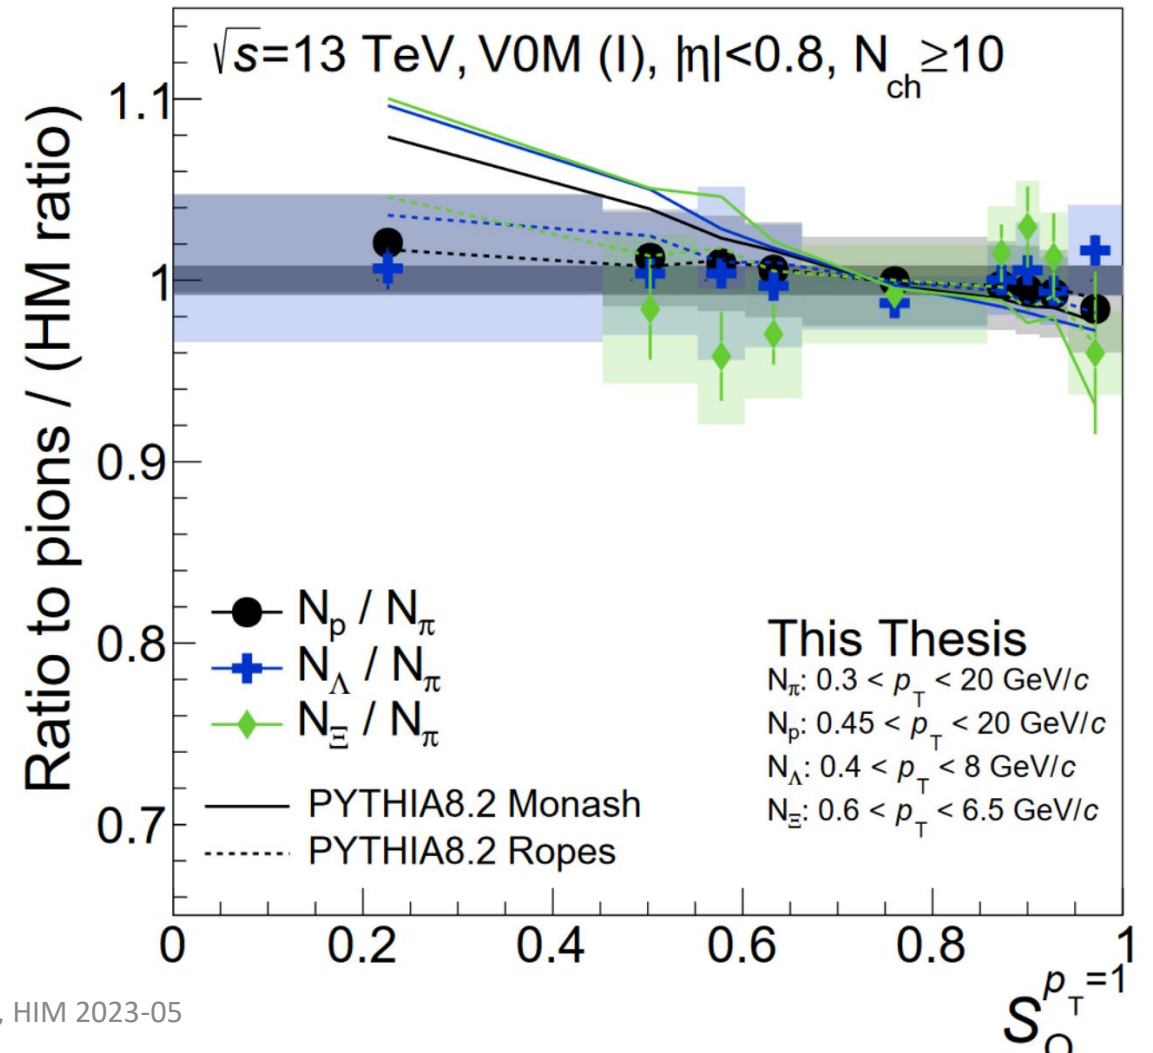 √s=13 TeV, V0M (I), |η|<0.8, N_ch≥10
Ratio to pions / (HM ratio)
1.1
1
0.9
0.8
0.7
N_p / N_π
N_Λ / N_π
N_Ξ / N_π
PYTHIA8.2 Monash
PYTHIA8.2 Ropes
This Thesis
N_π: 0.3 < p_T < 20 GeV/c
N_p: 0.45 < p_T < 20 GeV/c
N_Λ: 0.4 < p_T < 8 GeV/c
N_Ξ: 0.6 < p_T < 6.5 GeV/c
0 0.2 0.4 0.6 0.8 1
S_O^{p_T=1}
, HIM 2023-05